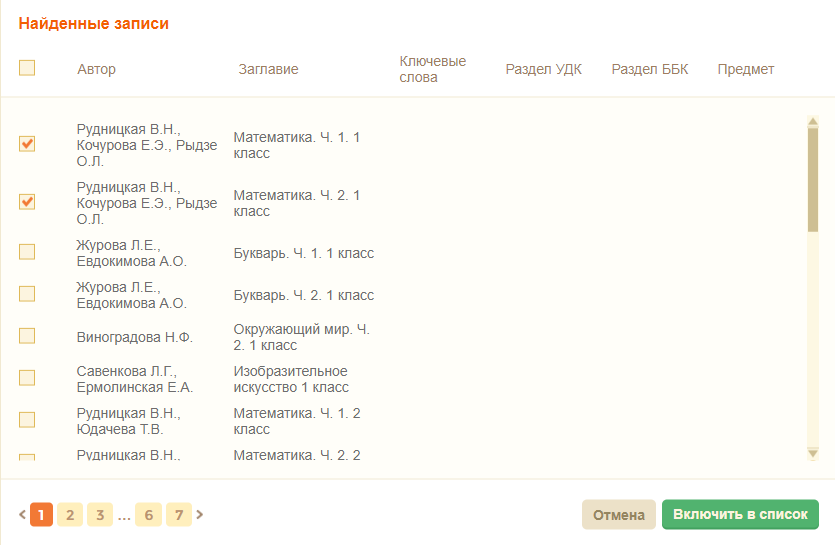 Найденные записи
Автор Заглавие Ключевые слова Раздел УДК Раздел ББК Предмет
Рудницкая В.Н.,
Кочурова Е.Э., Рыдзе
О.Л.
Математика. Ч. 1. 1
класс
Рудницкая В.Н.,
Кочурова Е.Э., Рыдзе
О.Л.
Математика. Ч. 2. 1
класс
Журова Л.Е.,
Евдокимова А.О.
Букварь. Ч. 1. 1 класс
Журова Л.Е.,
Евдокимова А.О.
Букварь. Ч. 2. 1 класс
Виноградова Н.Ф.
Окружающий мир. Ч.
2. 1 класс
Савенкова Л.Г.,
Ермолинская Е.А.
Изобразительное
искусство 1 класс
Рудницкая В.Н.,
Юдачева Т.В.
Математика. Ч. 1. 2
класс
Рудницкая В.Н.,
Математика. Ч. 2. 2
1 2 3 ... 6 7
Отмена Включить в список